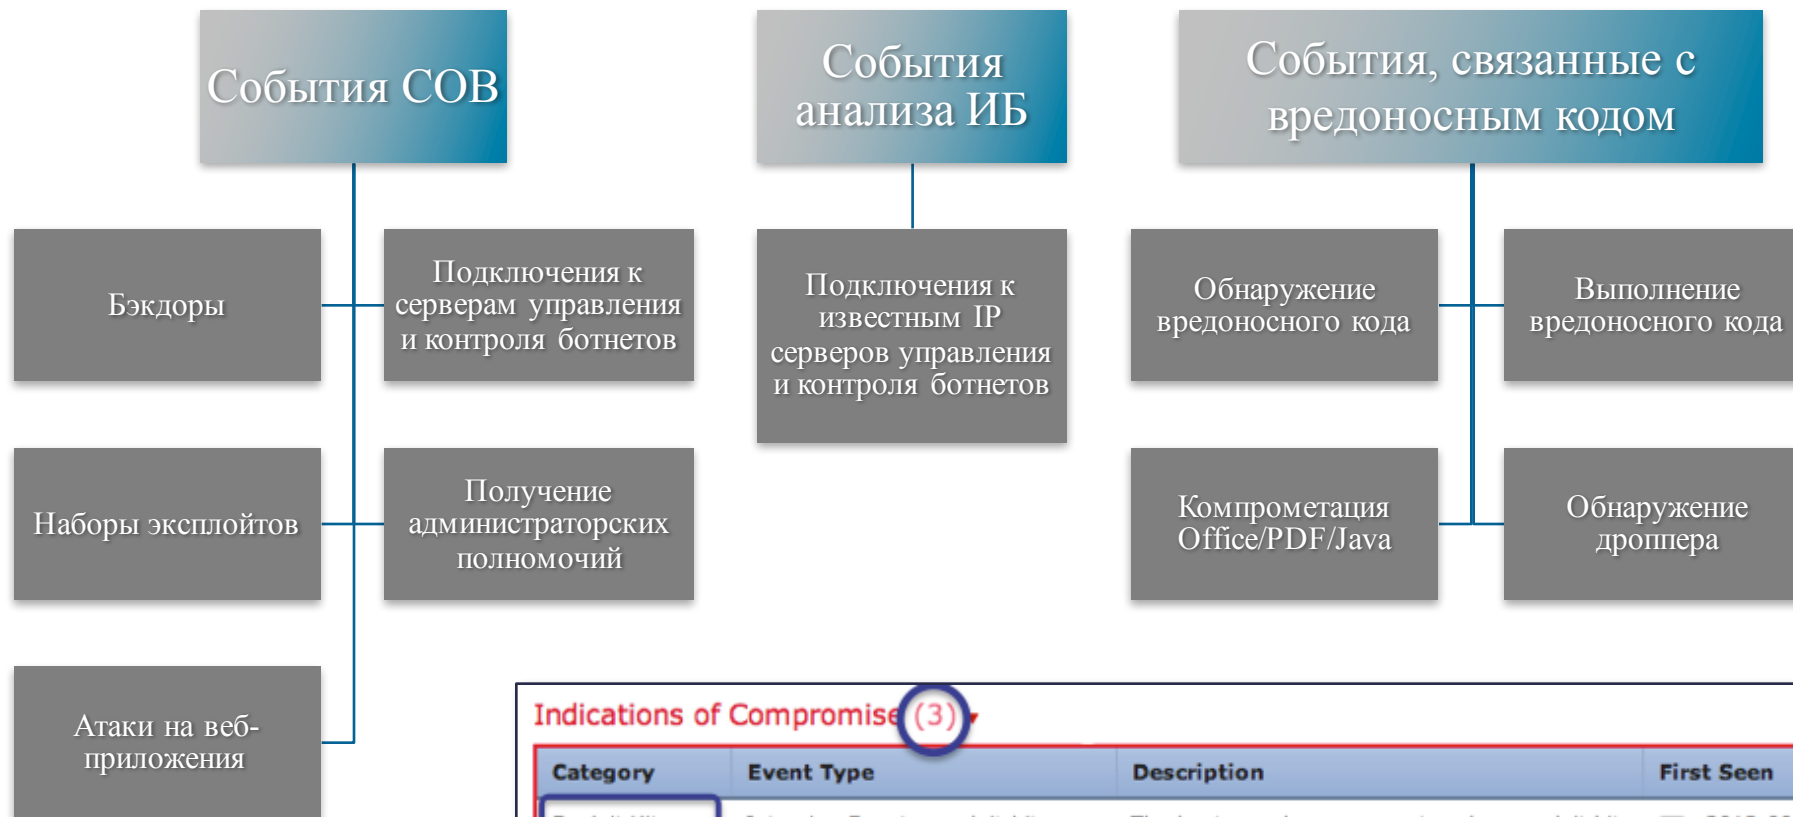 События СОВ
События
анализа ИБ
События, связанные с
вредоносным кодом
Бэкдоры
Подключения к
серверам управления
и контроля ботнетов
Подключения к
известным IP
серверов управления
и контроля ботнетов
Обнаружение
вредоносного кода
Выполнение
вредоносного кода
Наборы эксплойтов
Получение
администраторских
полномочий
Компрометация
Office/PDF/Java
Обнаружение
дроппера
Атаки на веб-
приложения
Indications of Compromise (3)
Category Event Type Description First Seen